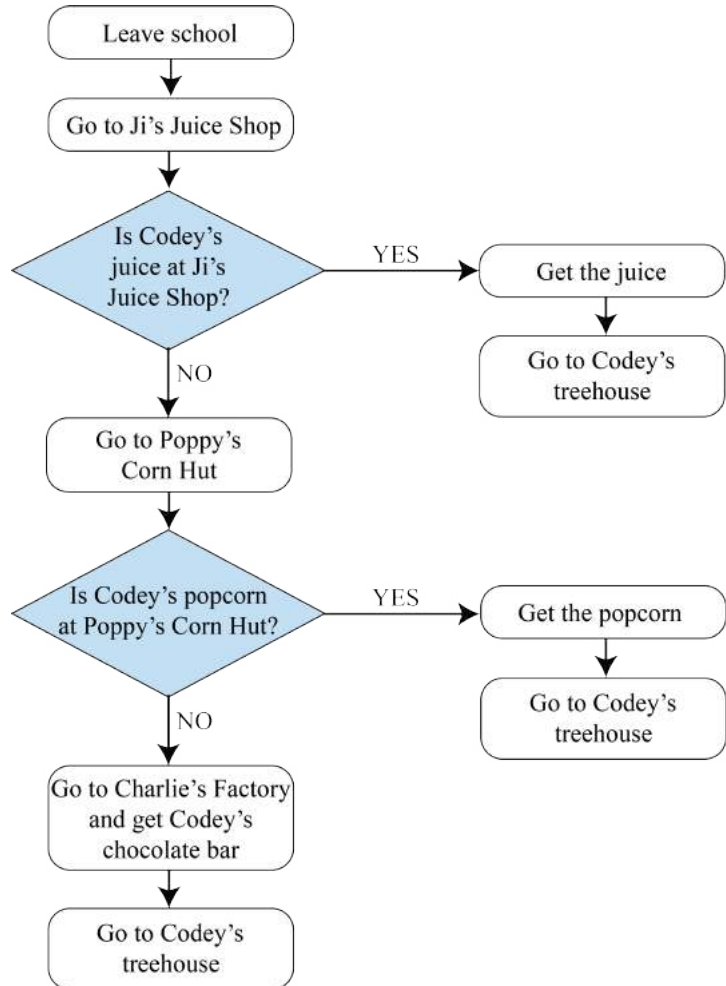 Leave school
Go to Ji’s Juice Shop
Is Codey’s
juice at Ji’s
Juice Shop?
YES
Get the juice
Go to Codey’s
treehouse
NO
Go to Poppy’s
Corn Hut
Is Codey’s popcorn
at Poppy’s Corn Hut?
YES
Get the popcorn
Go to Codey’s
treehouse
NO
Go to Charlie’s Factory
and get Codey’s
chocolate bar
Go to Codey’s
treehouse